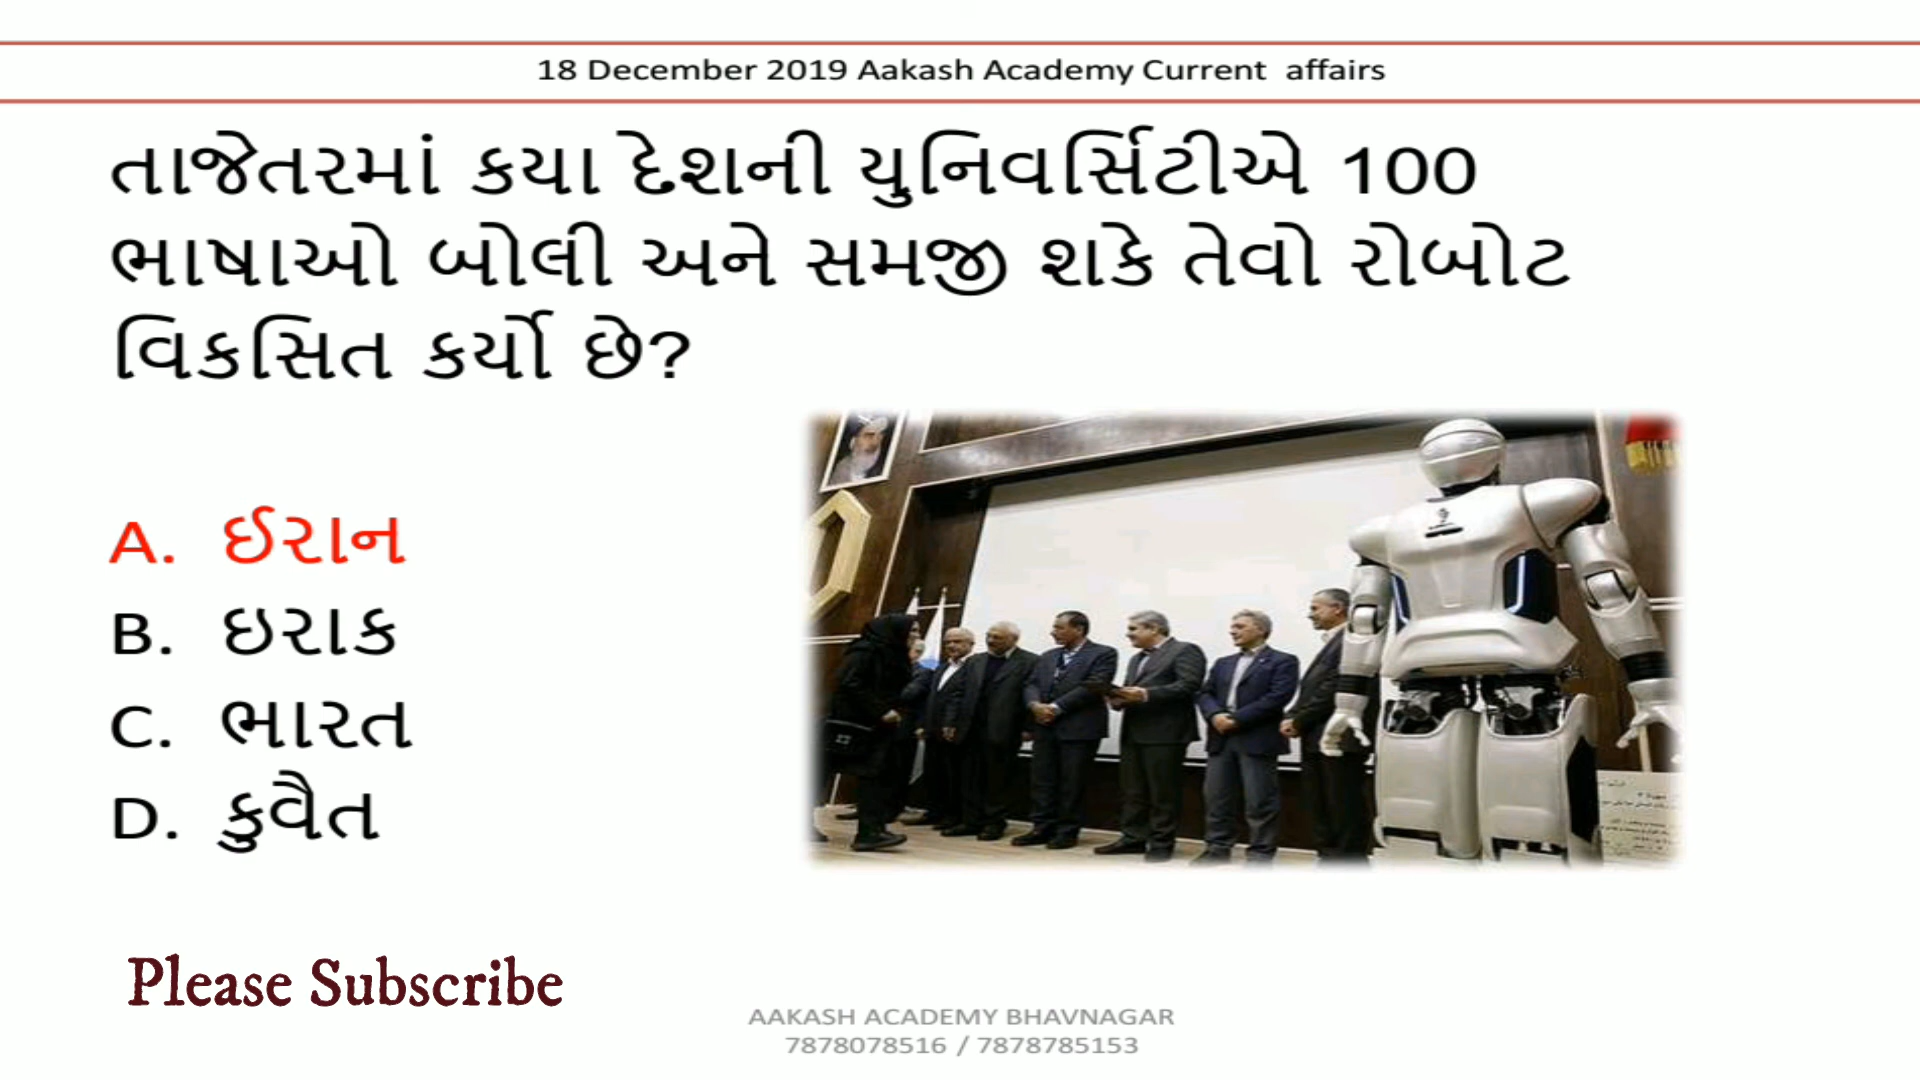 18 December 2019 Aakash Academy Current affairs
તાજેતરમાં કયા દેશની યુનિવર્સિટીએ 100
ભાષાઓ બોલી અને સમજી શકે તેવો રોબોટ
વિકસિત કર્યો છે?
A. ઈરાન
B. ઇરાક
C. ભારત
D. કુવૈત
Please Subscribe
AAKASH ACADEMY BHAVNAGAR
7878078516 / 7878785153